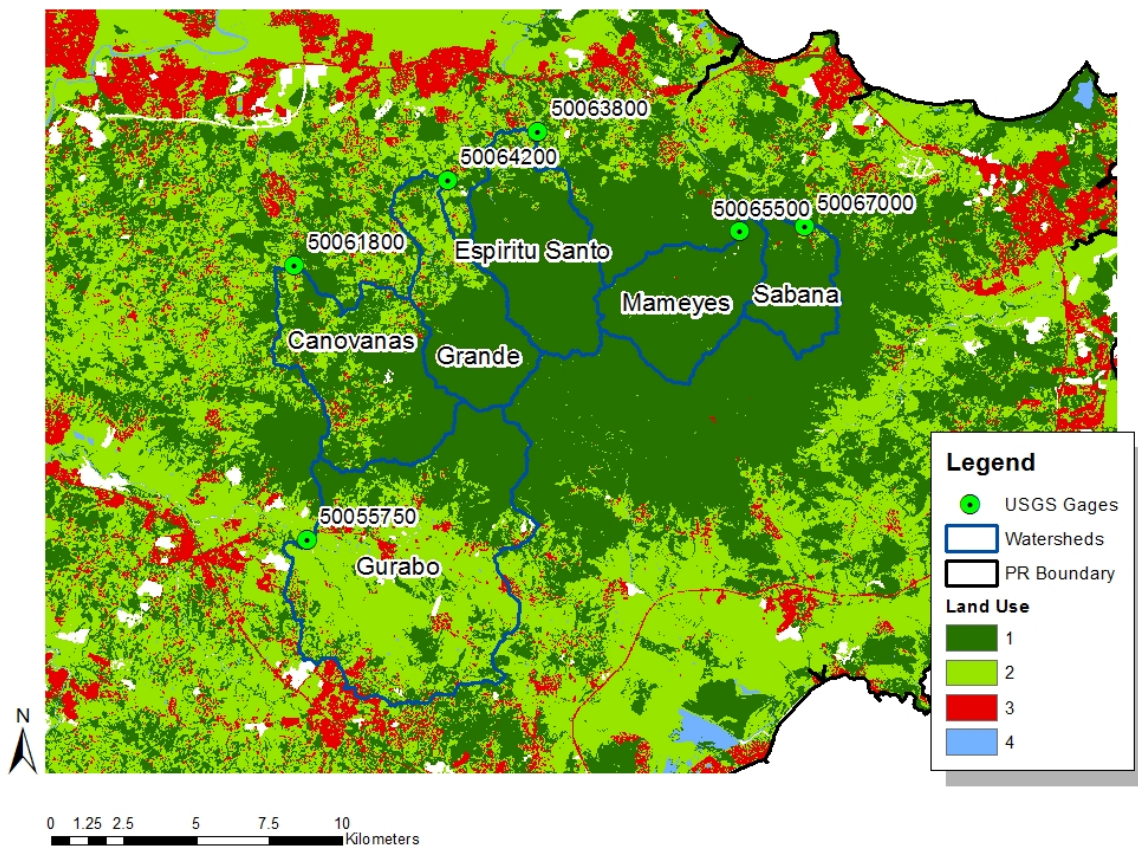 50063800
50064200
50065500
50067000
50061800
Espiritu Santo
Mameyes
Sabana
Canovanas
Grande
50055750
Gurabo
Legend
USGS Gages
Watersheds
PR Boundary
Land Use
1
2
3
4
N
0 1.25 2.5 5 7.5 10
Kilometers